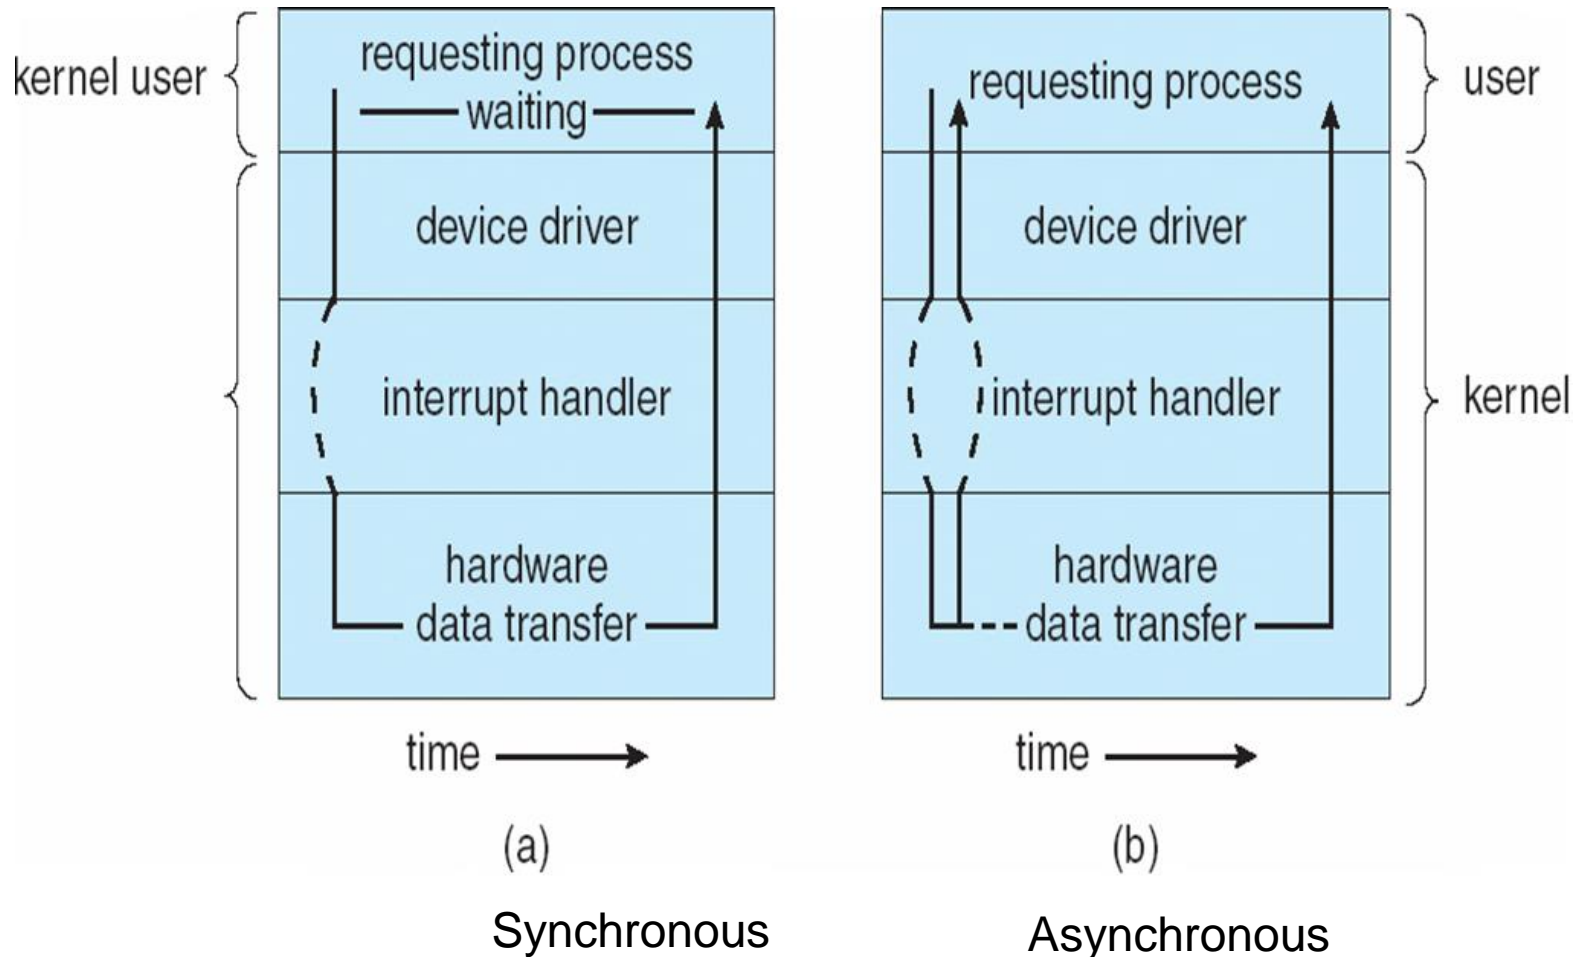 kernel user
requesting process
waiting
device driver
interrupt handler
hardware
data transfer
time
(a)
Synchronous
requesting process
user
device driver
interrupt handler
kernel
hardware
data transfer
time
(b)
Asynchronous